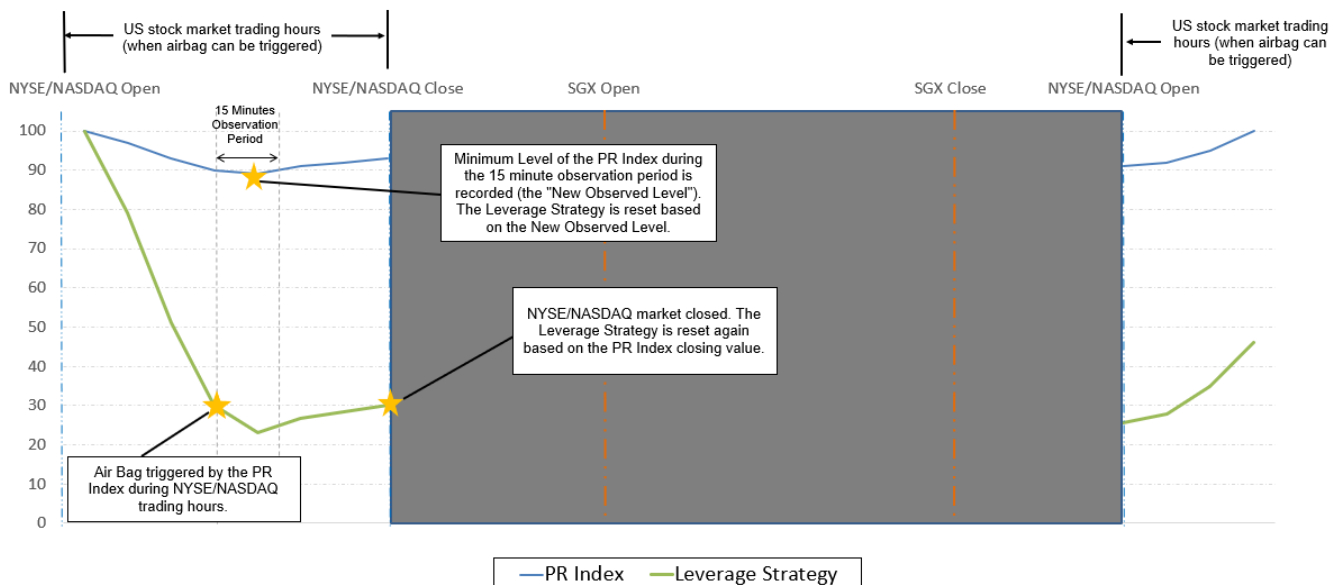 US stock market trading hours
(when airbag can be triggered)
US stock market trading
hours (when airbag can
be triggered)
NYSE/NASDAQ Open
NYSE/NASDAQ Close
SGX Open
SGX Close
NYSE/NASDAQ Open
15 Minutes
Observation
Period
100
90
80
70
60
50
40
30
20
10
0
Minimum Level of the PR Index during
the 15 minute observation period is
recorded (the "New Observed Level").
The Leverage Strategy is reset based
on the New Observed Level.
NYSE/NASDAQ market closed. The
Leverage Strategy is reset again
based on the PR Index closing value.
Air Bag triggered by the PR
Index during NYSE/NASDAQ
trading hours.
PR Index
Leverage Strategy